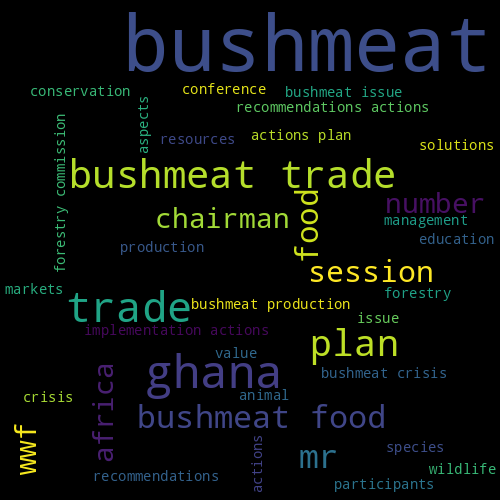 bushmeat
conservation
conference
bushmeat issue
aspects
recommendations actions
forestry commission
resources
actions plan
solutions
bushmeat trade
food
number
chairman
management
production
education
session
markets
trade
bushmeat production
forestry
issue
implementation actions
plan
value
ghana
bushmeat crisis
africa
crisis
animal
bushmeat food
wwf
actions
mr
species
wildlife
recommendations
participants